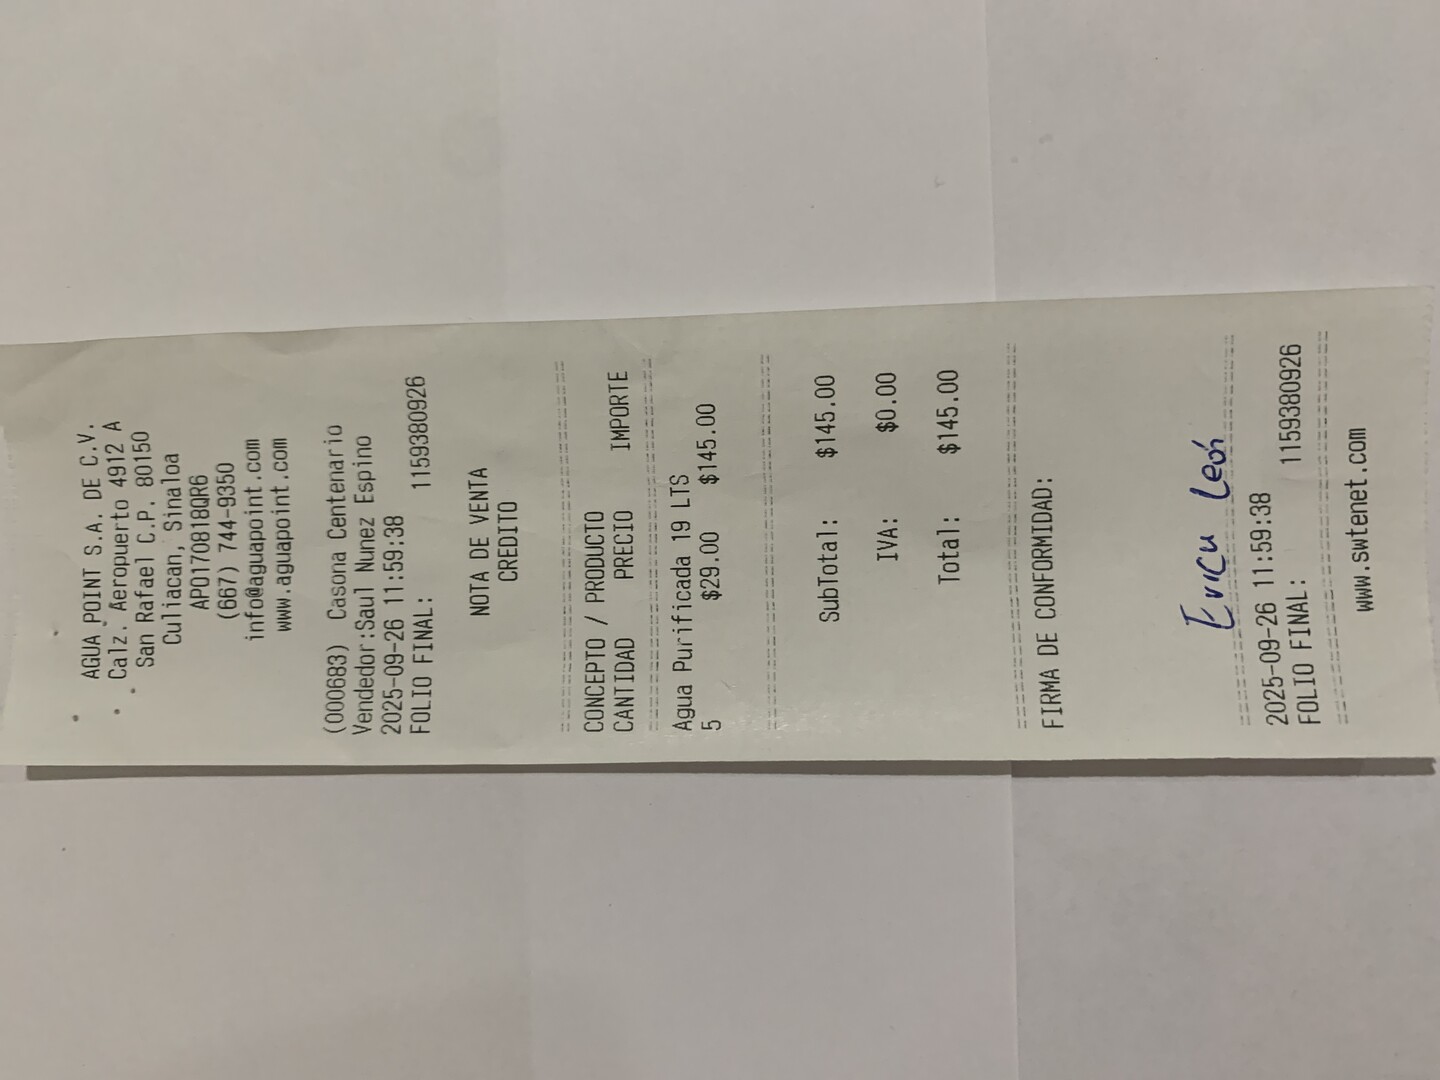 AGUA POINT S.A. DE C.V.
Calz. Aeropuerto 4912 A
San Rafael C.P. 80150
Culiacan, Sinaloa
APO170818QR6
(667) 744-9350
info@aguapoint.com
www.aguapoint.com
(000683) Casona Centenario
Vendedor:Saul Nunez Espino
2025-09-26 11:59:38
FOLIO FINAL: 1159380926
NOTA DE VENTA
CREDITO
CONCEPTO / PRODUCTO
CANTIDAD PRECIO IMPORTE
Agua Purificada 19 LTS
5 $29.00 $145.00
SubTotal: $145.00
IVA: $0.00
Total: $145.00
FIRMA DE CONFORMIDAD:
Erica León
2025-09-26 11:59:38
FOLIO FINAL: 1159380926
www.swtenet.com